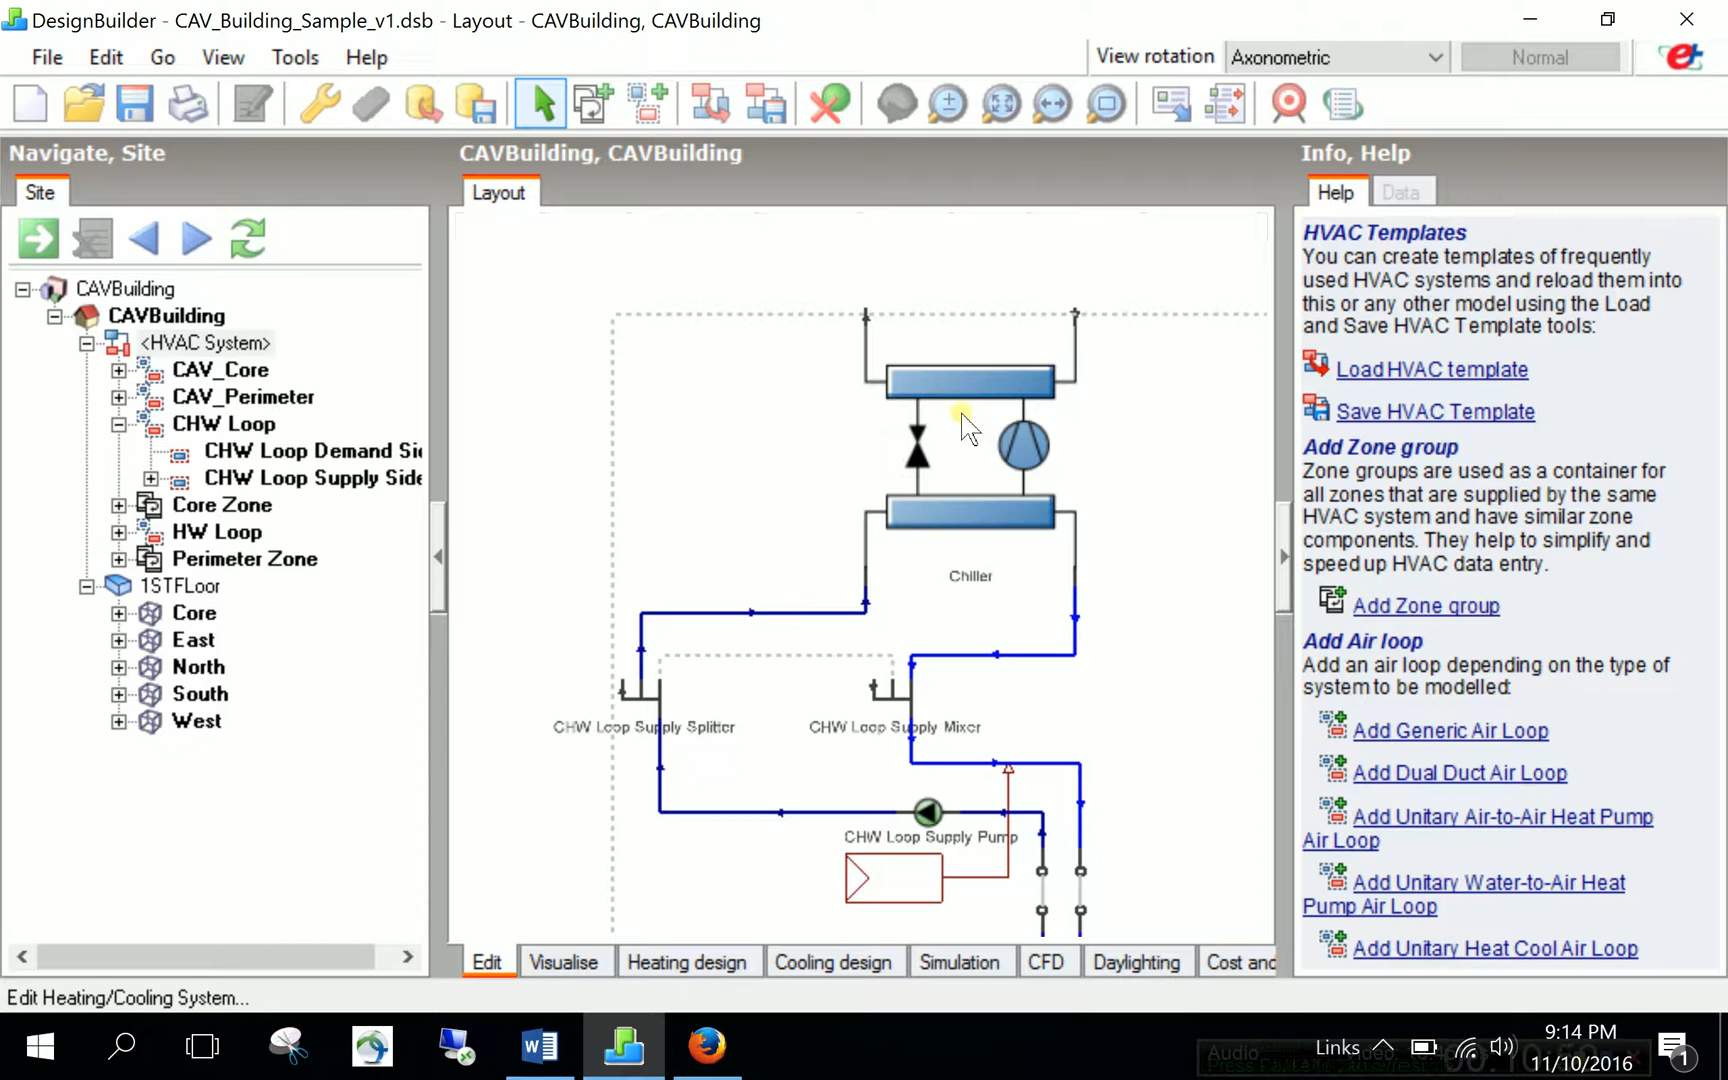 DesignBuilder - CAV_Building_Sample_v1.dsb - Layout - CAVBuilding, CAVBuilding
File Edit Go View Tools Help
View rotation Axonometric Normal
Navigate, Site
Site
CAVBuilding
CAVBuilding
<HVAC System>
CAV_Core
CAV_Perimeter
CHW Loop
CHW Loop Demand Sid
CHW Loop Supply Side
Core Zone
HW Loop
Perimeter Zone
1STFLoor
Core
East
North
South
West
CAVBuilding, CAVBuilding
Layout
Chiller
CHW Loop Supply Splitter
CHW Loop Supply Mixer
CHW Loop Supply Pump
Edit Visualise Heating design Cooling design Simulation CFD Daylighting Cost and
Info, Help
Help Data
HVAC Templates
You can create templates of frequently
used HVAC systems and reload them into
this or any other model using the Load
and Save HVAC Template tools:
Load HVAC template
Save HVAC Template
Add Zone group
Zone groups are used as a container for
all zones that are supplied by the same
HVAC system and have similar zone
components. They help to simplify and
speed up HVAC data entry.
Add Zone group
Add Air loop
Add an air loop depending on the type of
system to be modelled:
Add Generic Air Loop
Add Dual Duct Air Loop
Add Unitary Air-to-Air Heat Pump
Air Loop
Add Unitary Water-to-Air Heat
Pump Air Loop
Add Unitary Heat Cool Air Loop
Edit Heating/Cooling System...
Links
9:14 PM
11/10/2016
1